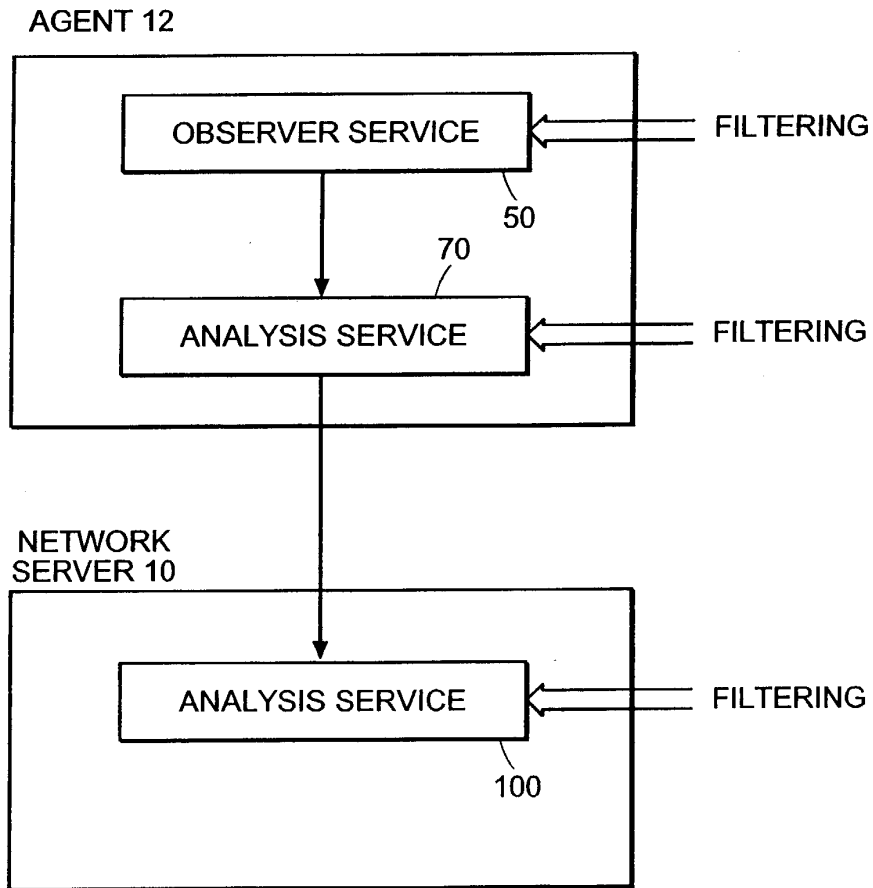 AGENT 12
OBSERVER SERVICE
FILTERING
50
70
ANALYSIS SERVICE
FILTERING
NETWORK
SERVER 10
ANALYSIS SERVICE
FILTERING
100